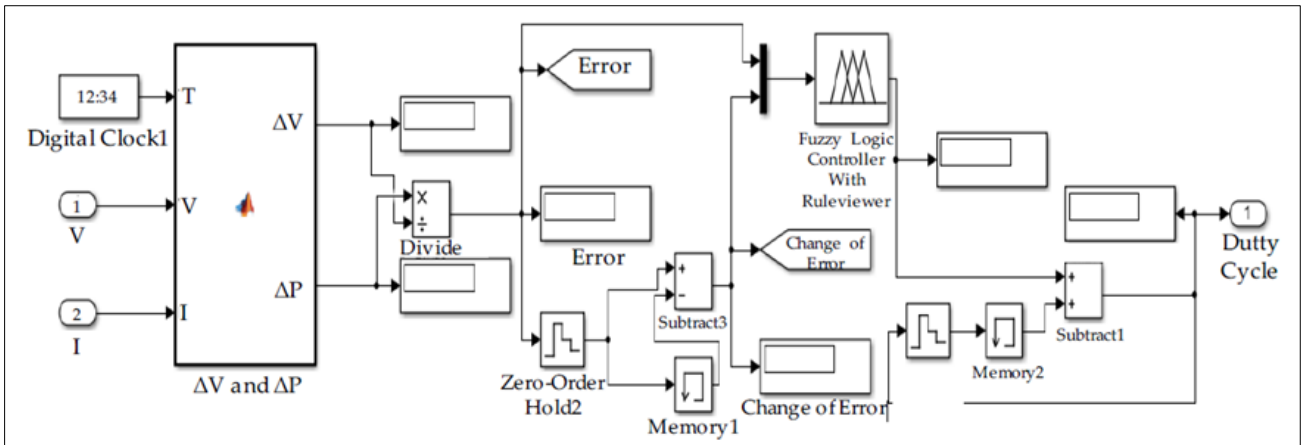 12:34
Digital Clock1
1
V
2
I
T
V
I
ΔV
ΔP
ΔV and ΔP
×
÷
Divide
Error
Error
Zero-Order
Hold2
+
−
Subtract3
Memory1
Fuzzy Logic
Controller
With
Ruleviewer
Change of
Error
Change of Error
Memory2
+
+
Subtract1
1
Dutty
Cycle